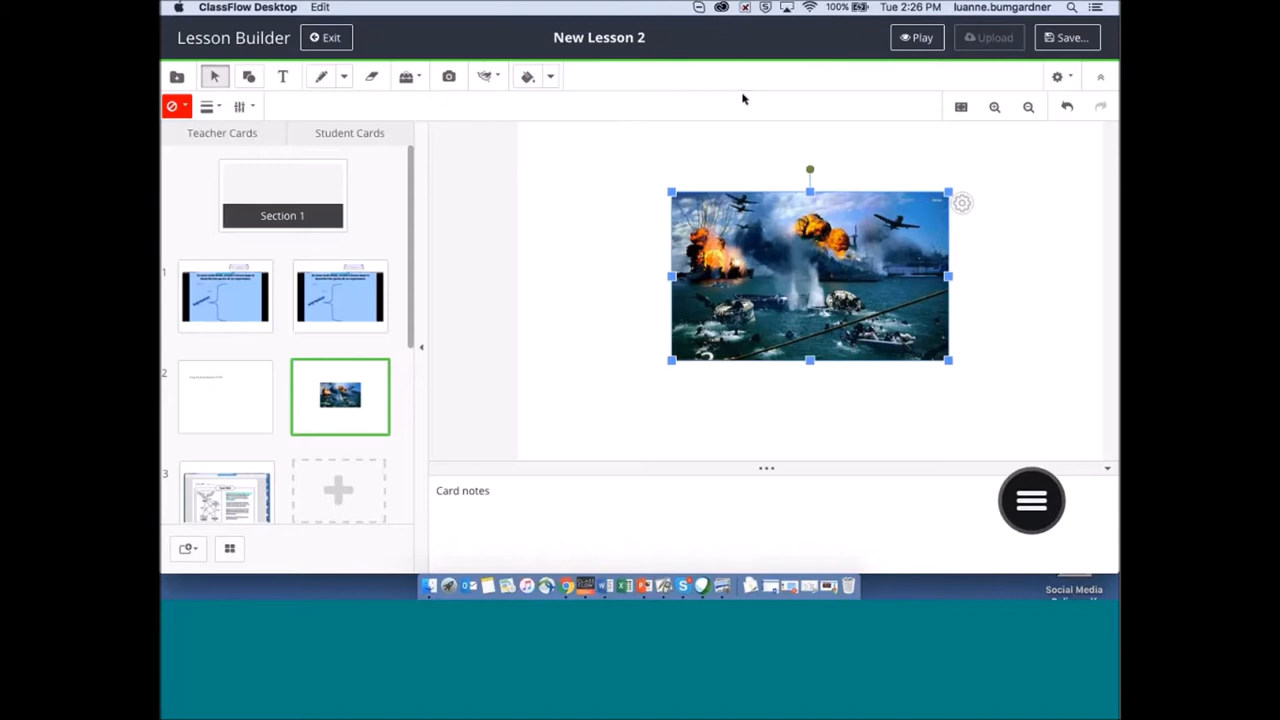 ClassFlow Desktop Edit 100% Tue 2:26 PM luanne.bumgardner
Lesson Builder Exit New Lesson 2 Play Upload Save...
T
Teacher Cards Student Cards
Section 1
1
2
3
Card notes
Social Media